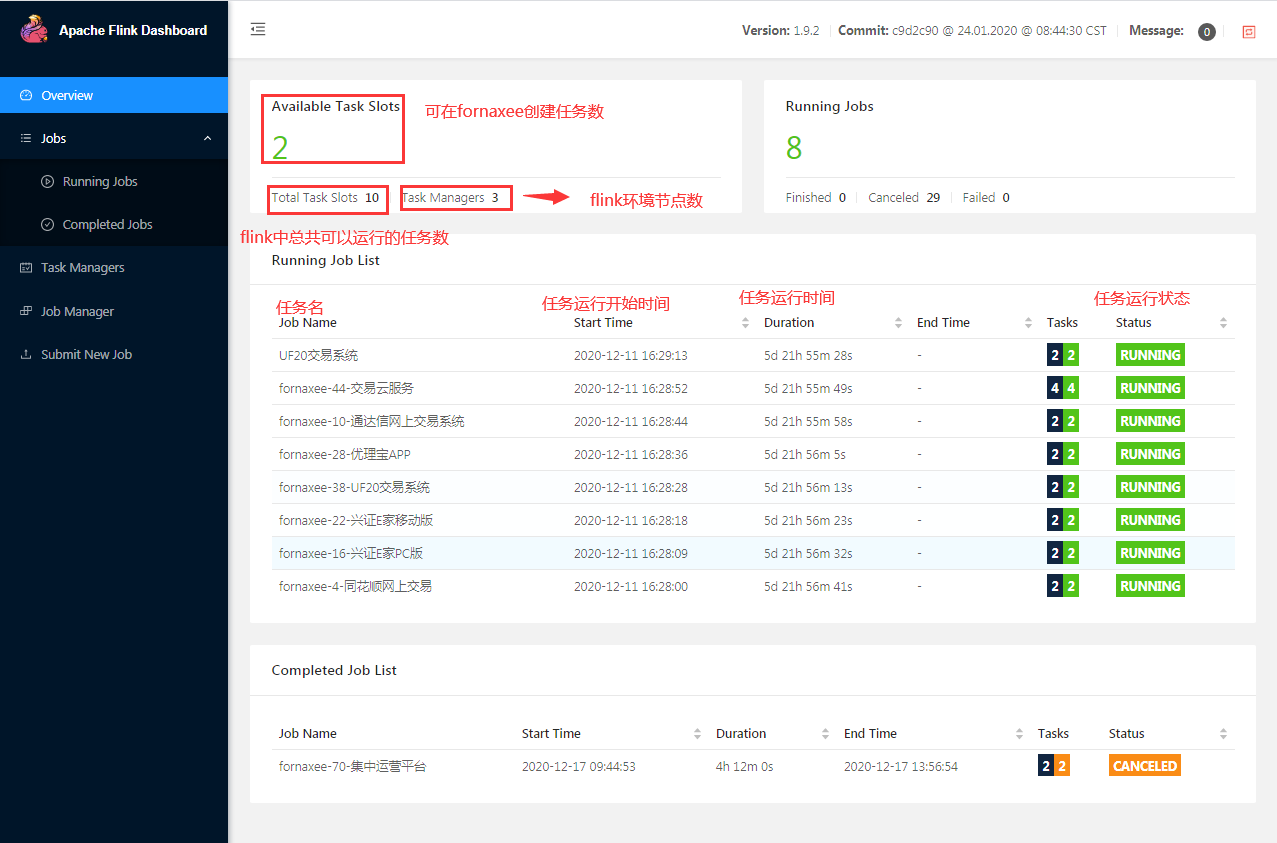 Apache Flink Dashboard
Version: 1.9.2 Commit: c9d2c90 @ 24.01.2020 @ 08:44:30 CST Message: 0
Overview
Jobs
Running Jobs
Completed Jobs
Task Managers
Job Manager
Submit New Job
Available Task Slots 可在fornaxee创建任务数
2
Total Task Slots 10 Task Managers 3 flink环境节点数
flink中总共可以运行的任务数
Running Jobs
8
Finished 0 Canceled 29 Failed 0
Running Job List
任务名 任务运行开始时间 任务运行时间 任务运行状态
Job Name Start Time Duration End Time Tasks Status
UF20交易系统 2020-12-11 16:29:13 5d 21h 55m 28s - 2 2 RUNNING
fornaxee-44-交易云服务 2020-12-11 16:28:52 5d 21h 55m 49s - 4 4 RUNNING
fornaxee-10-通达信网上交易系统 2020-12-11 16:28:44 5d 21h 55m 58s - 2 2 RUNNING
fornaxee-28-优理宝APP 2020-12-11 16:28:36 5d 21h 56m 5s - 2 2 RUNNING
fornaxee-38-UF20交易系统 2020-12-11 16:28:28 5d 21h 56m 13s - 2 2 RUNNING
fornaxee-22-兴证E家移动版 2020-12-11 16:28:18 5d 21h 56m 23s - 2 2 RUNNING
fornaxee-16-兴证E家PC版 2020-12-11 16:28:09 5d 21h 56m 32s - 2 2 RUNNING
fornaxee-4-同花顺网上交易 2020-12-11 16:28:00 5d 21h 56m 41s - 2 2 RUNNING
Completed Job List
Job Name Start Time Duration End Time Tasks Status
fornaxee-70-集中运营平台 2020-12-17 09:44:53 4h 12m 0s 2020-12-17 13:56:54 2 2 CANCELED